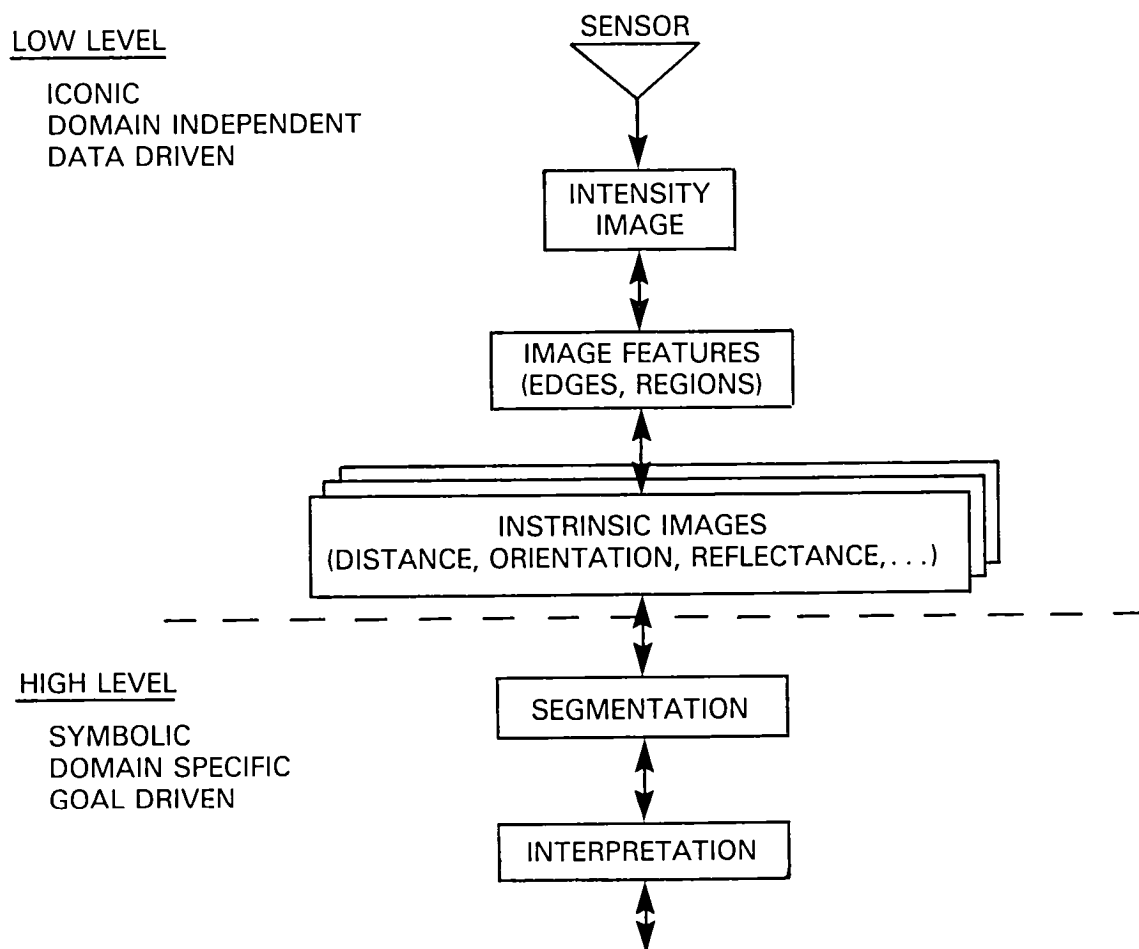 LOW LEVEL
ICONIC
DOMAIN INDEPENDENT
DATA DRIVEN
SENSOR
INTENSITY
IMAGE
IMAGE FEATURES
(EDGES, REGIONS)
INSTRINSIC IMAGES
(DISTANCE, ORIENTATION, REFLECTANCE,...)
HIGH LEVEL
SYMBOLIC
DOMAIN SPECIFIC
GOAL DRIVEN
SEGMENTATION
INTERPRETATION